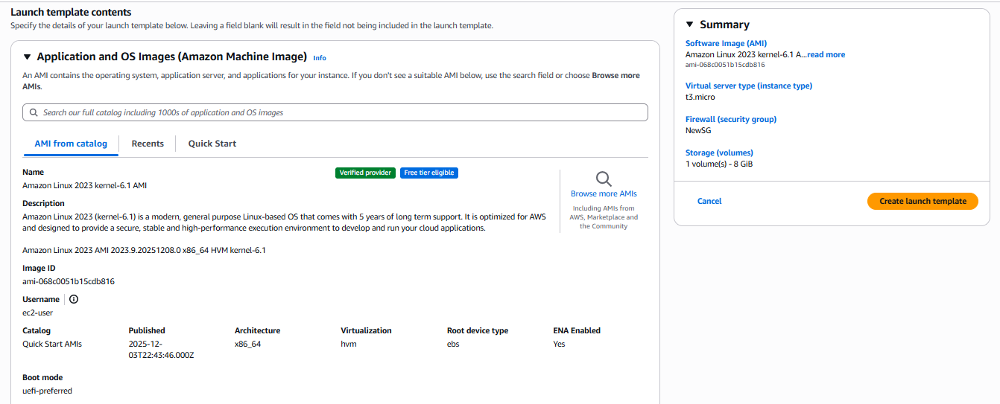 Launch template contents
Specify the details of your launch template below. Leaving a field blank will result in the field not being included in the launch template.
Application and OS Images (Amazon Machine Image) Info
An AMI contains the operating system, application server, and applications for your instance. If you don't see a suitable AMI below, use the search field or choose Browse more
AMIs.
Search our full catalog including 1000s of application and OS images
AMI from catalog Recents Quick Start
Name
Amazon Linux 2023 kernel-6.1 AMI
Verified provider Free tier eligible
Description
Amazon Linux 2023 (kernel-6.1) is a modern, general purpose Linux-based OS that comes with 5 years of long term support. It is optimized for AWS
and designed to provide a secure, stable and high-performance execution environment to develop and run your cloud applications.
Amazon Linux 2023 AMI 2023.9.20251208.0 x86_64 HVM kernel-6.1
Browse more AMIs
Including AMIs from
AWS, Marketplace and
the Community
Image ID
ami-068c0051b15cdb816
Username
ec2-user
Catalog Published Architecture Virtualization Root device type ENA Enabled
Quick Start AMIs 2025-12- x86_64 hvm ebs Yes
03T22:43:46.000Z
Boot mode
uefi-preferred
Summary
Software Image (AMI)
Amazon Linux 2023 kernel-6.1 A...read more
ami-068c0051b15cdb816
Virtual server type (instance type)
t3.micro
Firewall (security group)
NewSG
Storage (volumes)
1 volume(s) - 8 GiB
Cancel Create launch template